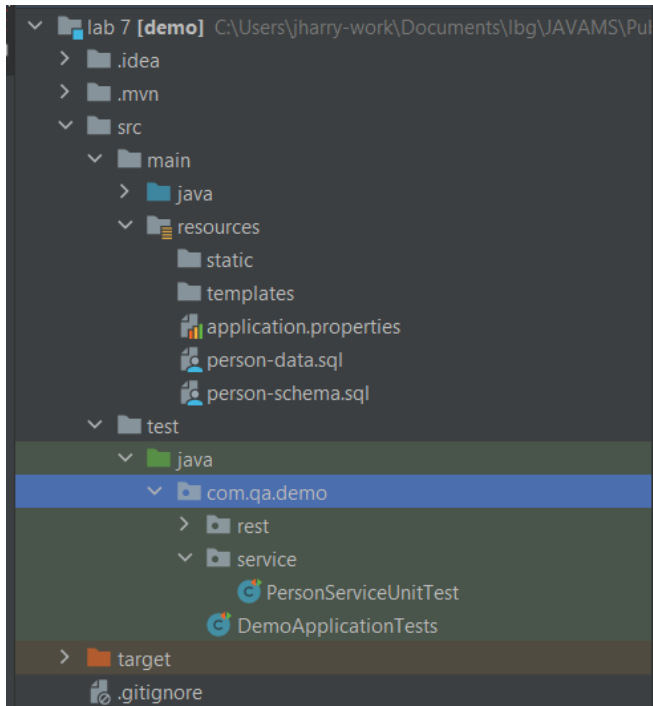 lab 7 [demo] C:\Users\jharry-work\Documents\lbg\JAVAMS\Pul
.idea
.mvn
src
main
java
resources
static
templates
application.properties
person-data.sql
person-schema.sql
test
java
com.qa.demo
rest
service
PersonServiceUnitTest
DemoApplicationTests
target
.gitignore